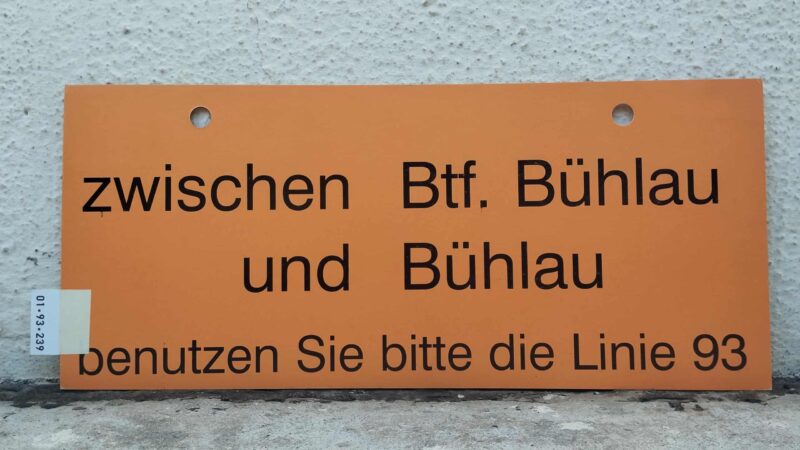 zwischen Btf. Bühlau
und Bühlau
benutzen Sie bitte die Linie 93
01·93·239